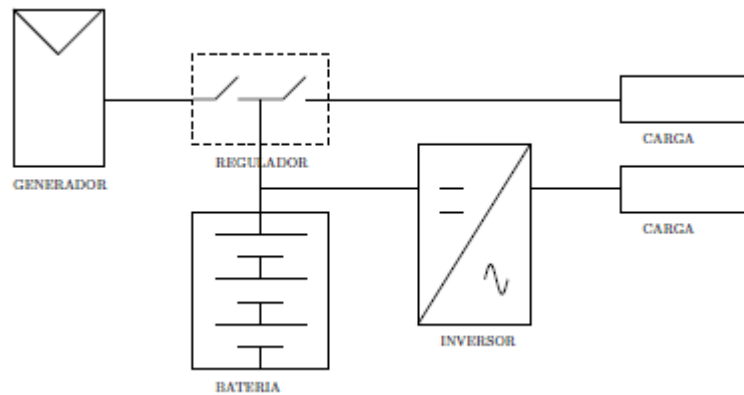 CARGA
REGULADOR
GENERADOR
CARGA
INVERSOR
BATERIA